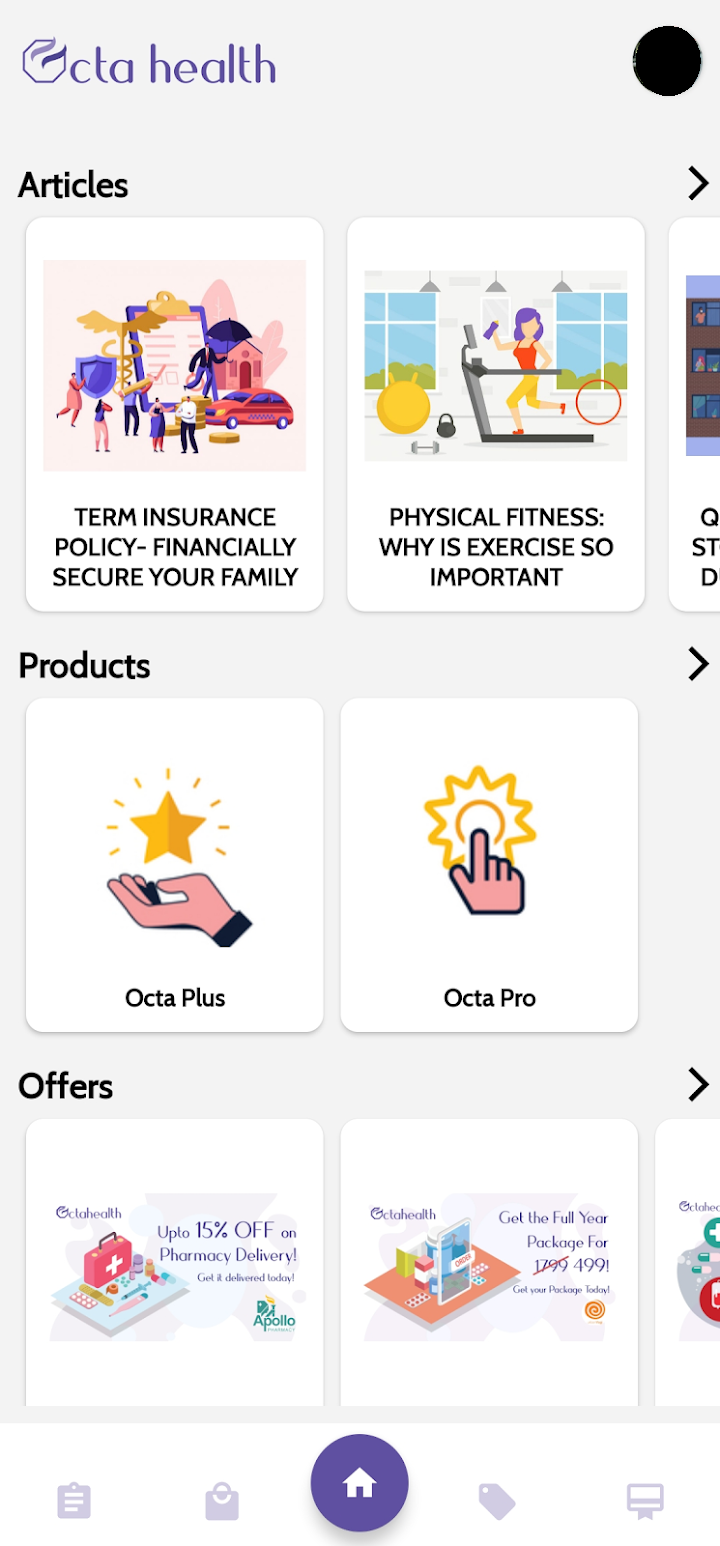 Octa health
Articles
TERM INSURANCE
POLICY- FINANCIALLY
SECURE YOUR FAMILY
PHYSICAL FITNESS:
WHY IS EXERCISE SO
IMPORTANT
Products
Octa Plus
Octa Pro
Offers
Octahealth
Upto 15% OFF on
Pharmacy Delivery!
Get it delivered today!
Apollo
PHARMACY
Octahealth
Get the Full Year
Package For
1799 499!
Get your Package Today!
ORDER